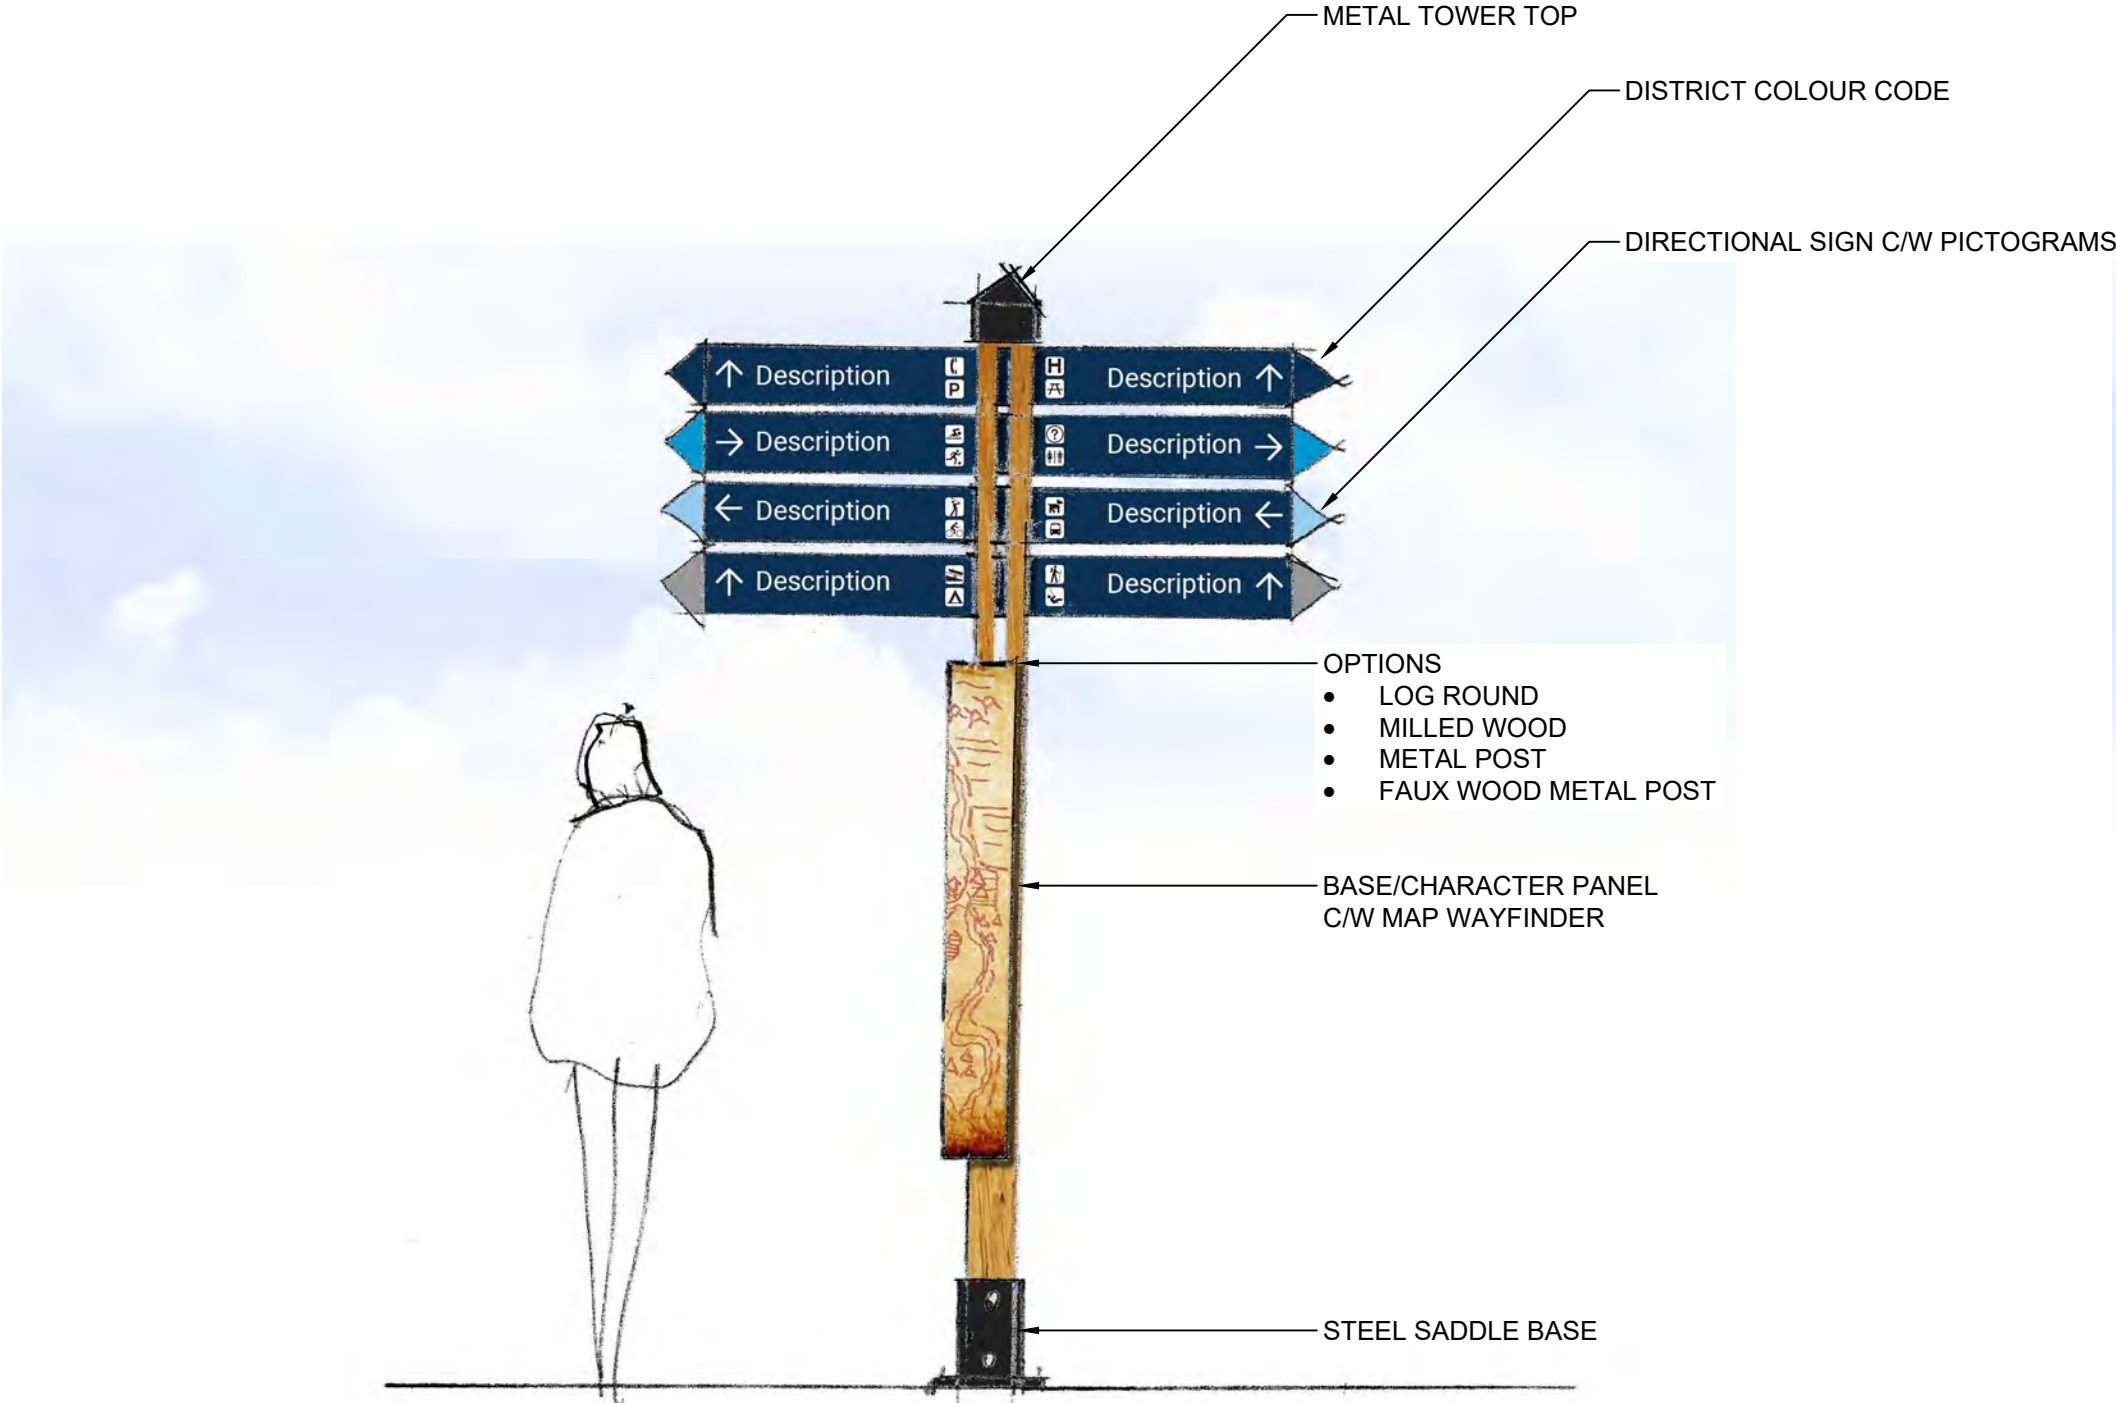 METAL TOWER TOP
DISTRICT COLOUR CODE
DIRECTIONAL SIGN C/W PICTOGRAMS
↑ Description
P
H
Description ↑
→ Description
?
Description →
← Description
Description ←
↑ Description
Description ↑
OPTIONS
• LOG ROUND
• MILLED WOOD
• METAL POST
• FAUX WOOD METAL POST
BASE/CHARACTER PANEL
C/W MAP WAYFINDER
STEEL SADDLE BASE